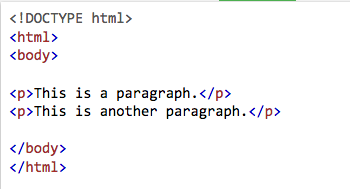 <!DOCTYPE html>
<html>
<body>

<p>This is a paragraph.</p>
<p>This is another paragraph.</p>

</body>
</html>